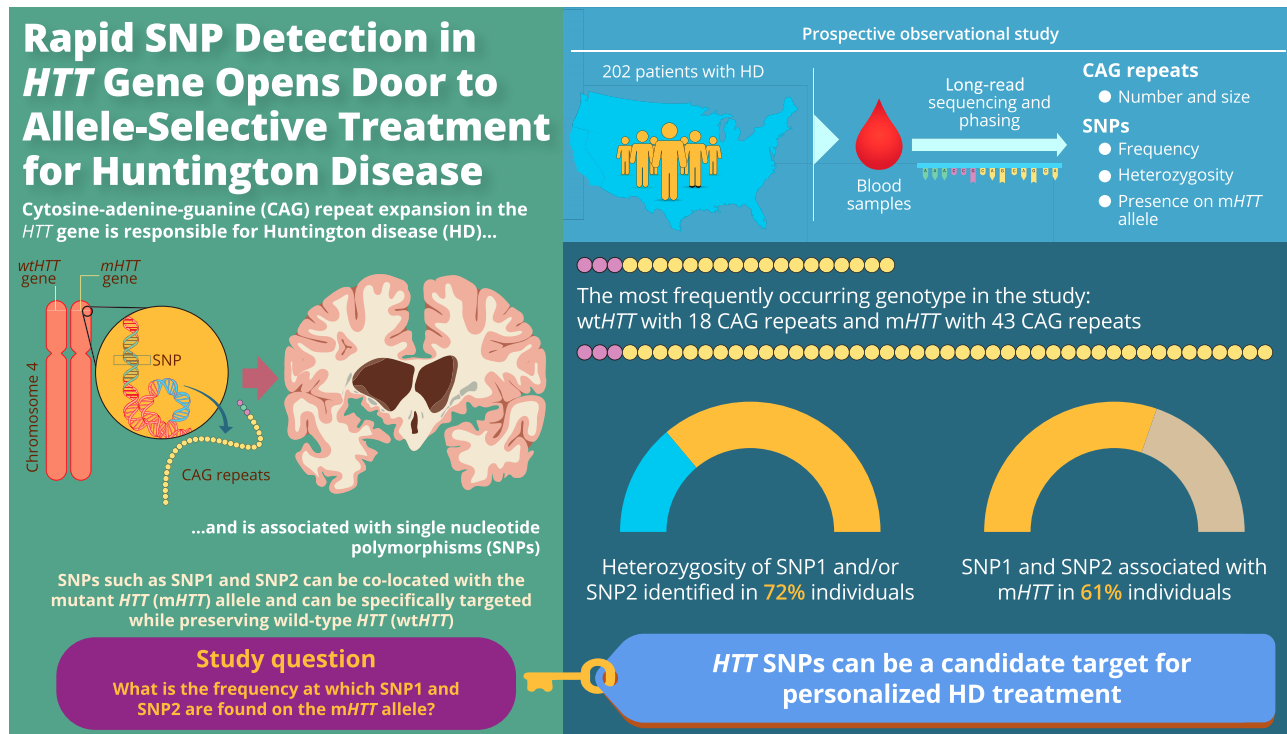 Rapid SNP Detection in
HTT Gene Opens Door to
Allele-Selective Treatment
for Huntington Disease
Cytosine-adenine-guanine (CAG) repeat expansion in the
HTT gene is responsible for Huntington disease (HD)...
wtHTT
gene
mHTT
gene
SNP
Chromosome 4
CAG repeats
...and is associated with single nucleotide
polymorphisms (SNPs)
SNPs such as SNP1 and SNP2 can be co-located with the
mutant HTT (mHTT) allele and can be specifically targeted
while preserving wild-type HTT (wtHTT)
Study question
What is the frequency at which SNP1 and
SNP2 are found on the mHTT allele?
Prospective observational study
202 patients with HD
Blood
samples
Long-read
sequencing and
phasing
CAG repeats
Number and size
SNPs
Frequency
Heterozygosity
Presence on mHTT
allele
The most frequently occurring genotype in the study:
wtHTT with 18 CAG repeats and mHTT with 43 CAG repeats
Heterozygosity of SNP1 and/or
SNP2 identified in 72% individuals
SNP1 and SNP2 associated with
mHTT in 61% individuals
HTT SNPs can be a candidate target for
personalized HD treatment